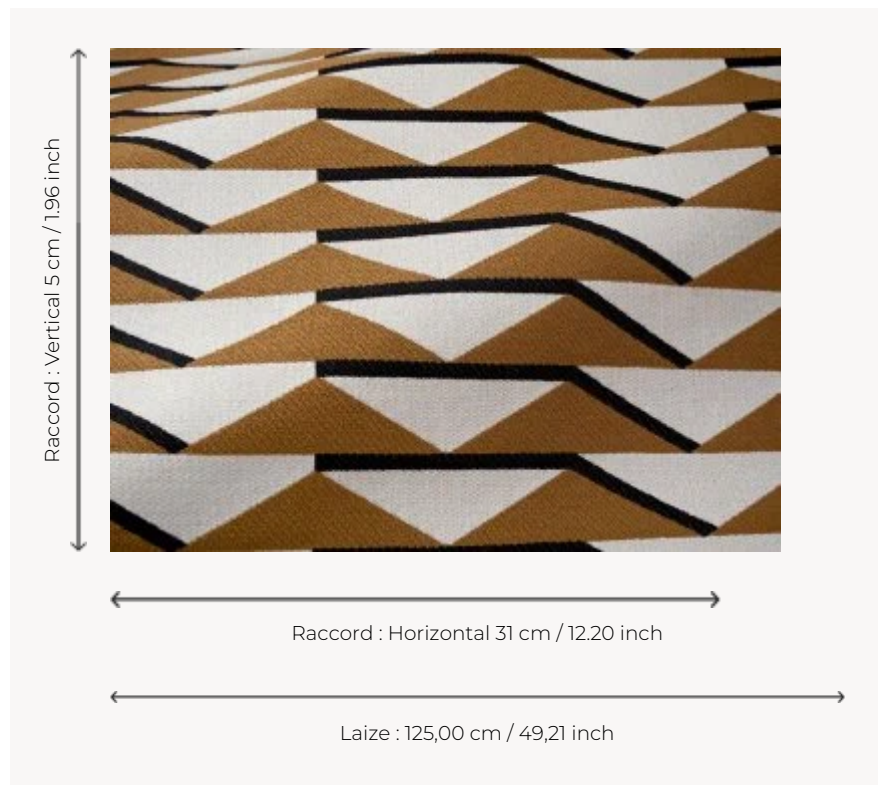 Raccord : Vertical 5 cm / 1.96 inch
Raccord : Horizontal 31 cm / 12.20 inch
Laize : 125,00 cm / 49,21 inch